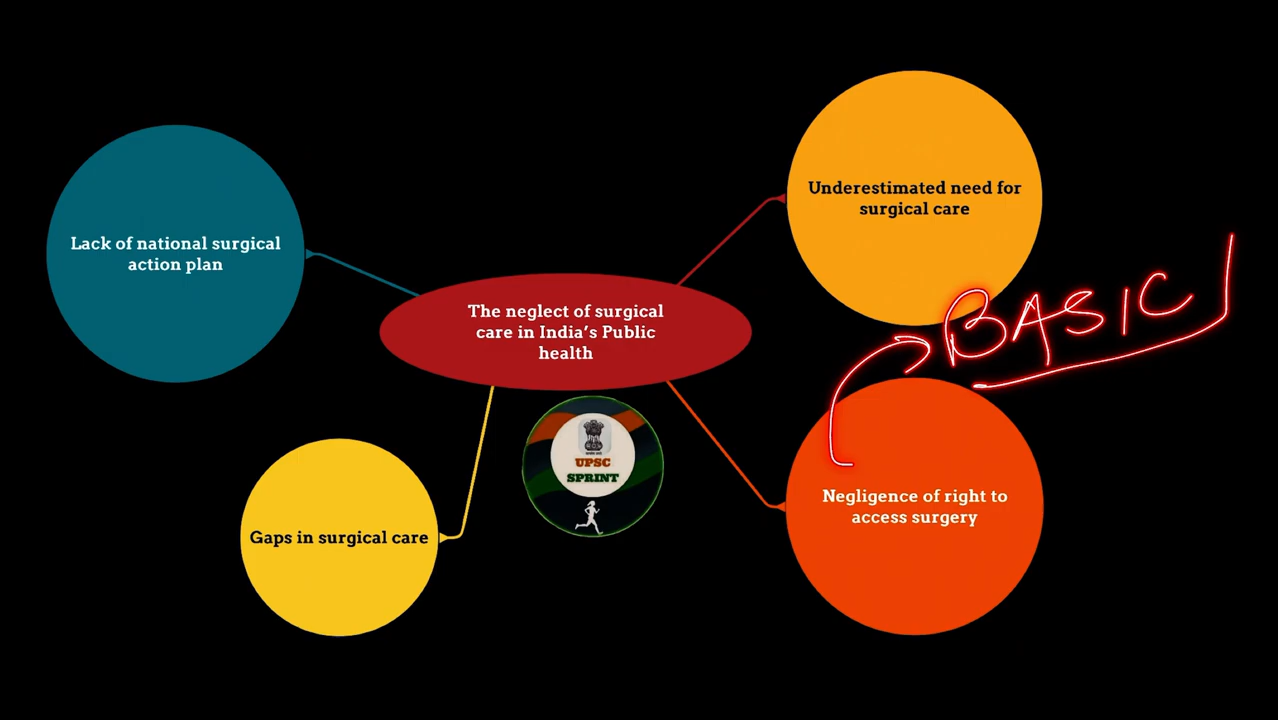 Underestimated need for
surgical care
Lack of national surgical
action plan
The neglect of surgical
care in India's Public
health
BASIC
UPSC
SPRINT
Negligence of right to
access surgery
Gaps in surgical care